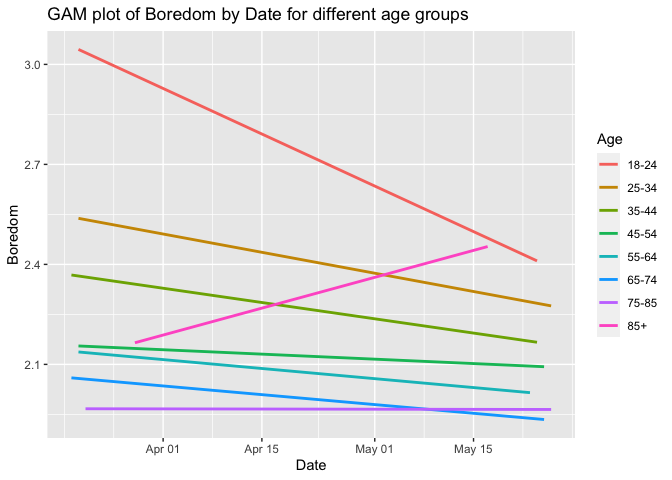 GAM plot of Boredom by Date for different age groups
3.0
2.7
2.4
2.1
Boredom
Apr 01
Apr 15
May 01
May 15
Date
Age
18-24
25-34
35-44
45-54
55-64
65-74
75-85
85+